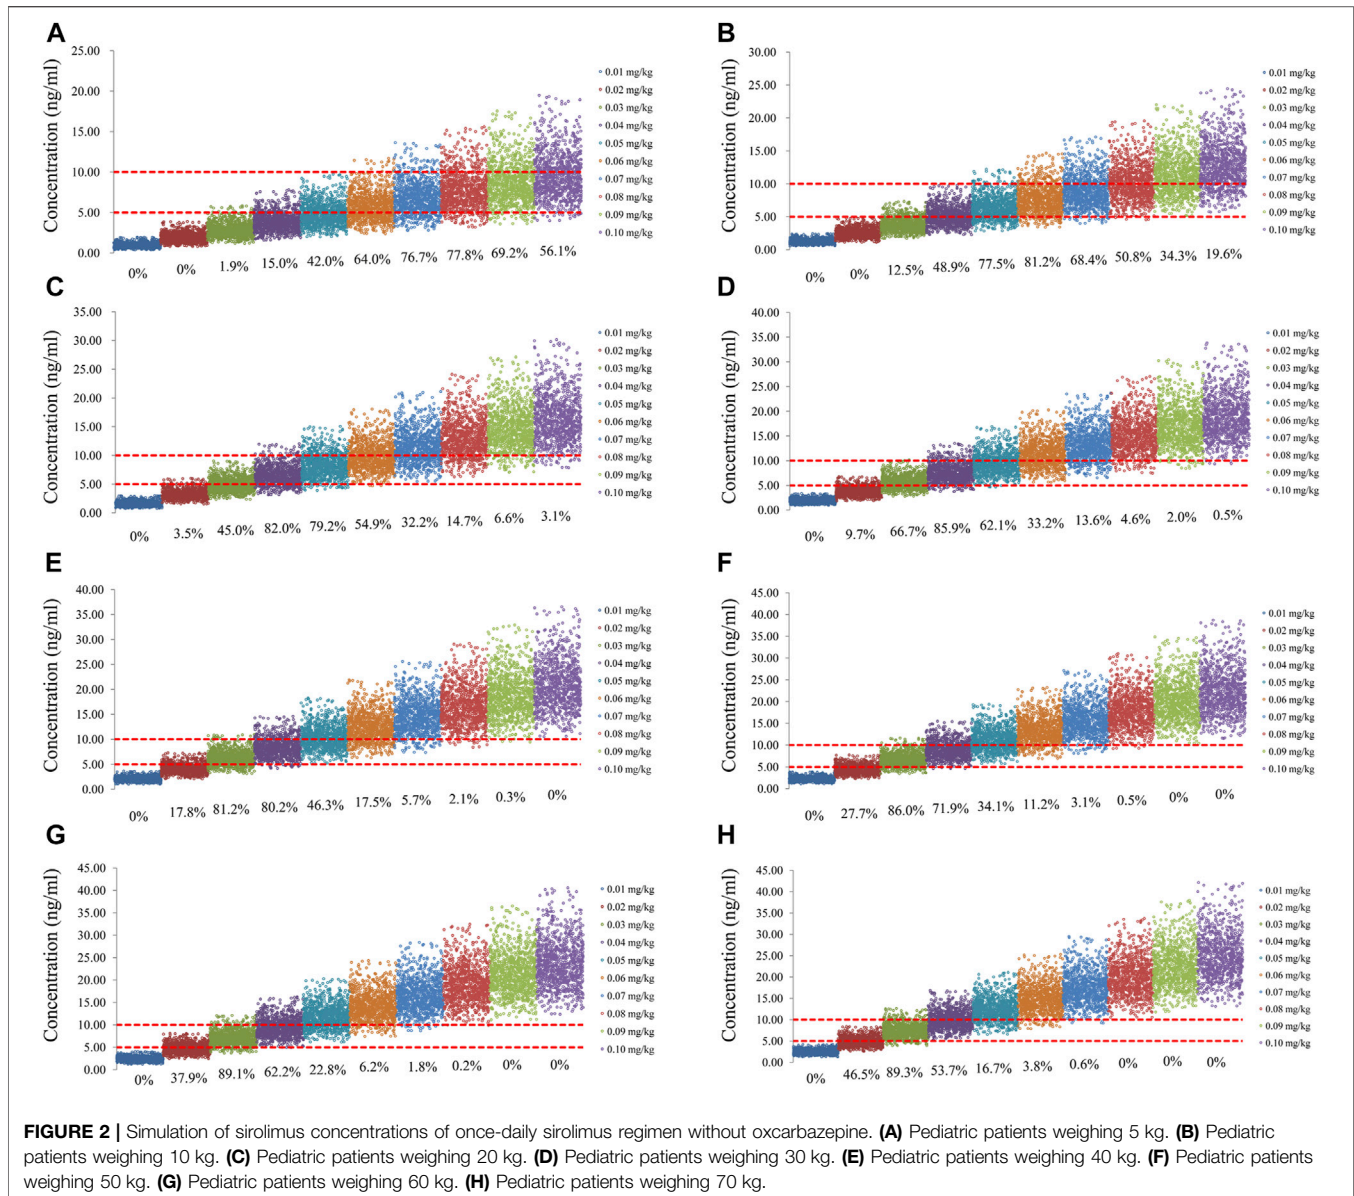 A
Concentration (ng/ml)
25.00
20.00
15.00
10.00
5.00
0.00
0% 0% 1.9% 15.0% 42.0% 64.0% 76.7% 77.8% 69.2% 56.1%
0.01 mg/kg
0.02 mg/kg
0.03 mg/kg
0.04 mg/kg
0.05 mg/kg
0.06 mg/kg
0.07 mg/kg
0.08 mg/kg
0.09 mg/kg
0.10 mg/kg
B
Concentration (ng/ml)
30.00
25.00
20.00
15.00
10.00
5.00
0.00
0% 0% 12.5% 48.9% 77.5% 81.2% 68.4% 50.8% 34.3% 19.6%
0.01 mg/kg
0.02 mg/kg
0.03 mg/kg
0.04 mg/kg
0.05 mg/kg
0.06 mg/kg
0.07 mg/kg
0.08 mg/kg
0.09 mg/kg
0.10 mg/kg
C
Concentration (ng/ml)
35.00
30.00
25.00
20.00
15.00
10.00
5.00
0.00
0% 3.5% 45.0% 82.0% 79.2% 54.9% 32.2% 14.7% 6.6% 3.1%
0.01 mg/kg
0.02 mg/kg
0.03 mg/kg
0.04 mg/kg
0.05 mg/kg
0.06 mg/kg
0.07 mg/kg
0.08 mg/kg
0.09 mg/kg
0.10 mg/kg
D
Concentration (ng/ml)
40.00
35.00
30.00
25.00
20.00
15.00
10.00
5.00
0.00
0% 9.7% 66.7% 85.9% 62.1% 33.2% 13.6% 4.6% 2.0% 0.5%
0.01 mg/kg
0.02 mg/kg
0.03 mg/kg
0.04 mg/kg
0.05 mg/kg
0.06 mg/kg
0.07 mg/kg
0.08 mg/kg
0.09 mg/kg
0.10 mg/kg
E
Concentration (ng/ml)
40.00
35.00
30.00
25.00
20.00
15.00
10.00
5.00
0.00
0% 17.8% 81.2% 80.2% 46.3% 17.5% 5.7% 2.1% 0.3% 0%
0.01 mg/kg
0.02 mg/kg
0.03 mg/kg
0.04 mg/kg
0.05 mg/kg
0.06 mg/kg
0.07 mg/kg
0.08 mg/kg
0.09 mg/kg
0.10 mg/kg
F
Concentration (ng/ml)
45.00
40.00
35.00
30.00
25.00
20.00
15.00
10.00
5.00
0.00
0% 27.7% 86.0% 71.9% 34.1% 11.2% 3.1% 0.5% 0% 0%
0.01 mg/kg
0.02 mg/kg
0.03 mg/kg
0.04 mg/kg
0.05 mg/kg
0.06 mg/kg
0.07 mg/kg
0.08 mg/kg
0.09 mg/kg
0.10 mg/kg
G
Concentration (ng/ml)
45.00
40.00
35.00
30.00
25.00
20.00
15.00
10.00
5.00
0.00
0% 37.9% 89.1% 62.2% 22.8% 6.2% 1.8% 0.2% 0% 0%
0.01 mg/kg
0.02 mg/kg
0.03 mg/kg
0.04 mg/kg
0.05 mg/kg
0.06 mg/kg
0.07 mg/kg
0.08 mg/kg
0.09 mg/kg
0.10 mg/kg
H
Concentration (ng/ml)
45.00
40.00
35.00
30.00
25.00
20.00
15.00
10.00
5.00
0.00
0% 46.5% 89.3% 53.7% 16.7% 3.8% 0.6% 0% 0% 0%
0.01 mg/kg
0.02 mg/kg
0.03 mg/kg
0.04 mg/kg
0.05 mg/kg
0.06 mg/kg
0.07 mg/kg
0.08 mg/kg
0.09 mg/kg
0.10 mg/kg
FIGURE 2 | Simulation of sirolimus concentrations of once-daily sirolimus regimen without oxcarbazepine. (A) Pediatric patients weighing 5 kg. (B) Pediatric
patients weighing 10 kg. (C) Pediatric patients weighing 20 kg. (D) Pediatric patients weighing 30 kg. (E) Pediatric patients weighing 40 kg. (F) Pediatric patients
weighing 50 kg. (G) Pediatric patients weighing 60 kg. (H) Pediatric patients weighing 70 kg.